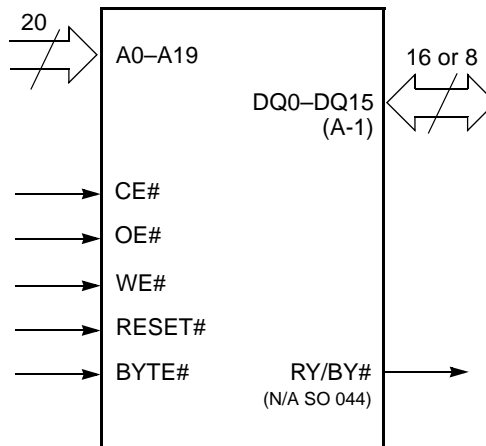 20
A0–A19
16 or 8
DQ0–DQ15
(A-1)
CE#
OE#
WE#
RESET#
BYTE#
RY/BY#
(N/A SO 044)